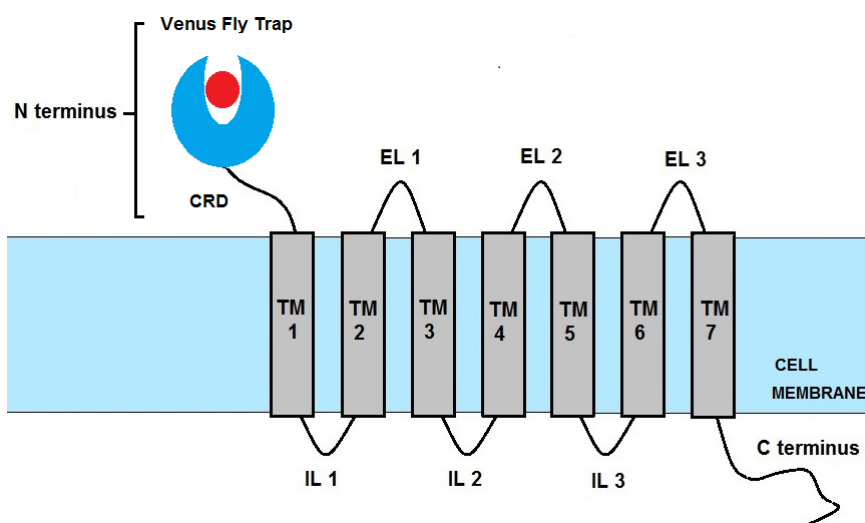 Venus Fly Trap
N terminus
CRD
EL 1
EL 2
EL 3
TM
1
TM
2
TM
3
TM
4
TM
5
TM
6
TM
7
CELL
MEMBRANE
IL 1
IL 2
IL 3
C terminus